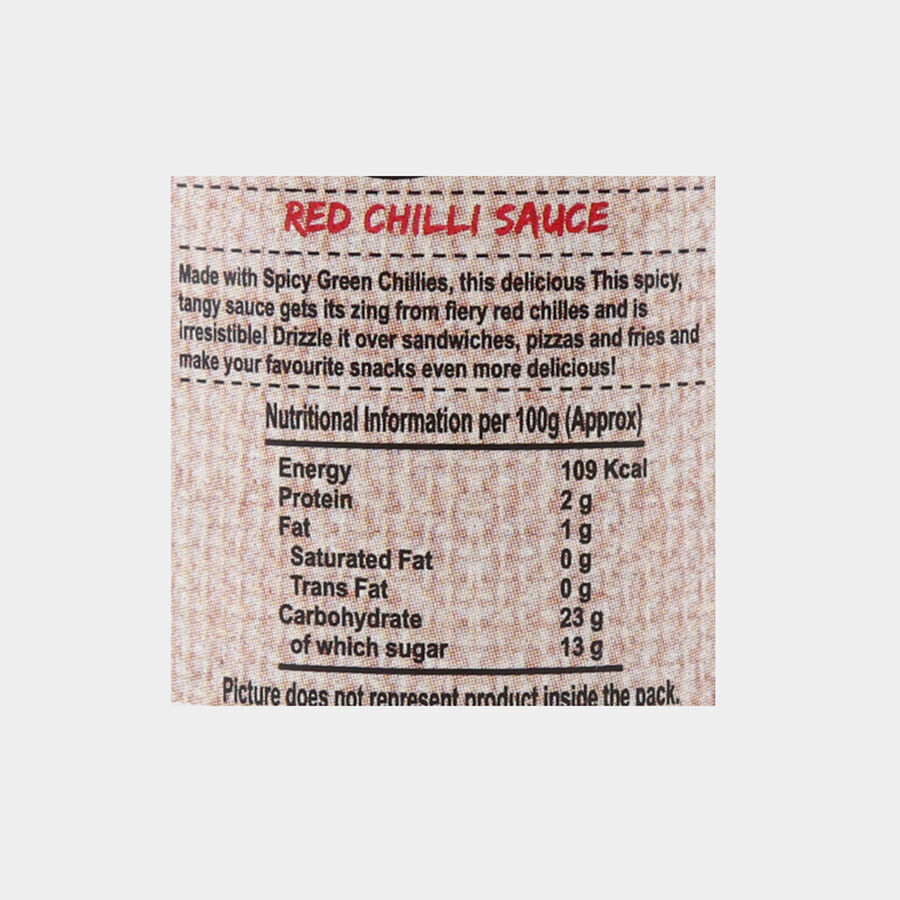 RED CHILLI SAUCE
Made with Spicy Green Chillies, this delicious This spicy,
tangy sauce gets its zing from fiery red chilles and is
irresistible! Drizzle it over sandwiches, pizzas and fries and
make your favourite snacks even more delicious!
Nutritional Information per 100g (Approx)
Energy 109 Kcal
Protein 2 g
Fat 1 g
Saturated Fat 0 g
Trans Fat 0 g
Carbohydrate 23 g
of which sugar 13 g
Picture does not represent product inside the pack.